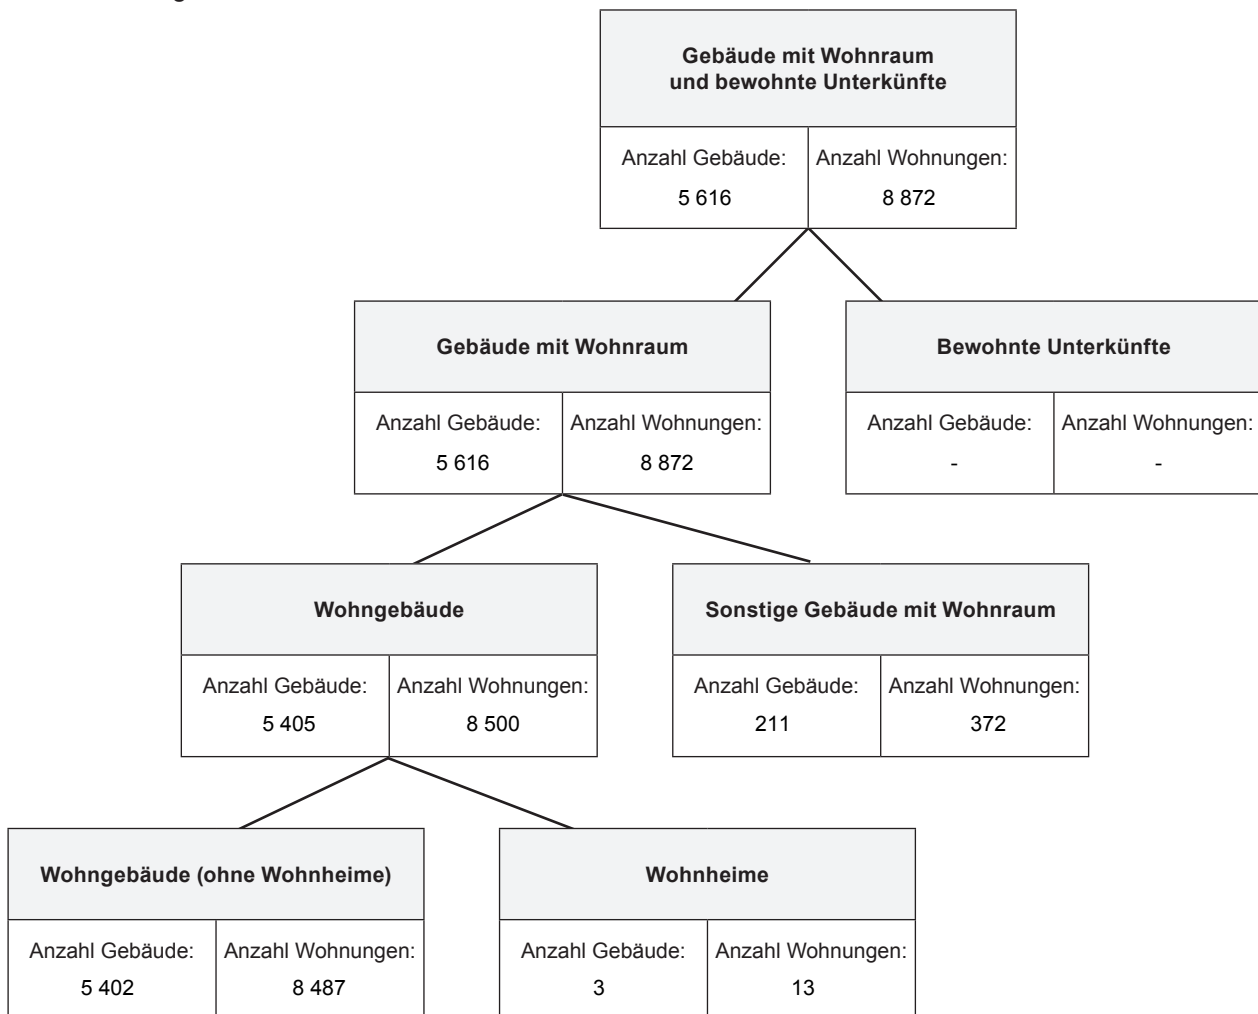 Gebäude mit Wohnraum
und bewohnte Unterkünfte
Anzahl Gebäude: Anzahl Wohnungen:
5 616 8 872
Gebäude mit Wohnraum
Bewohnte Unterkünfte
Anzahl Gebäude: Anzahl Wohnungen:
5 616 8 872
Anzahl Gebäude: Anzahl Wohnungen:
- -
Wohngebäude
Sonstige Gebäude mit Wohnraum
Anzahl Gebäude: Anzahl Wohnungen:
5 405 8 500
Anzahl Gebäude: Anzahl Wohnungen:
211 372
Wohngebäude (ohne Wohnheime)
Wohnheime
Anzahl Gebäude: Anzahl Wohnungen:
5 402 8 487
Anzahl Gebäude: Anzahl Wohnungen:
3 13